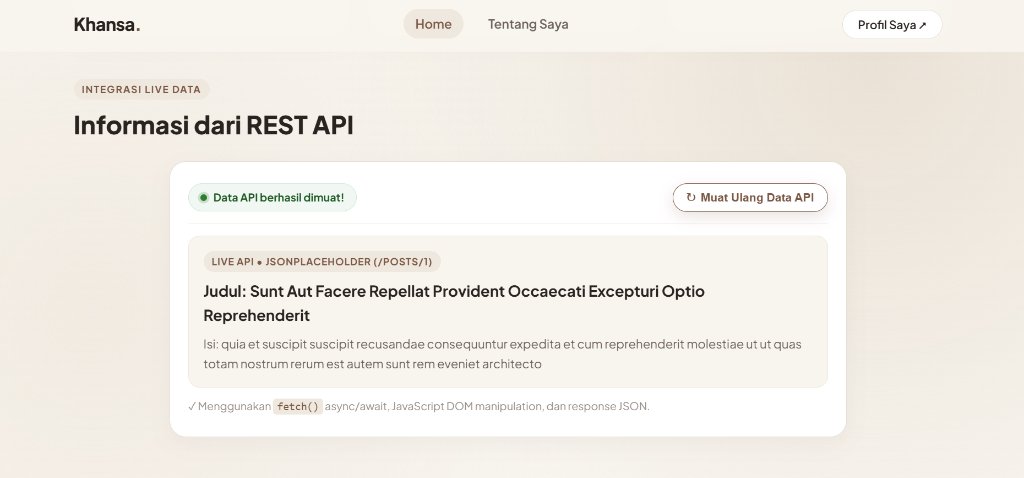 Khansa.
Home
Tentang Saya
Profil Saya ↗
INTEGRASI LIVE DATA
Informasi dari REST API
Data API berhasil dimuat!
↻ Muat Ulang Data API
LIVE API • JSONPLACEHOLDER (/POSTS/1)
Judul: Sunt Aut Facere Repellat Provident Occaecati Excepturi Optio
Reprehenderit
Isi: quia et suscipit suscipit recusandae consequuntur expedita et cum reprehenderit molestiae ut ut quas
totam nostrum rerum est autem sunt rem eveniet architecto
✓ Menggunakan fetch() async/await, JavaScript DOM manipulation, dan response JSON.